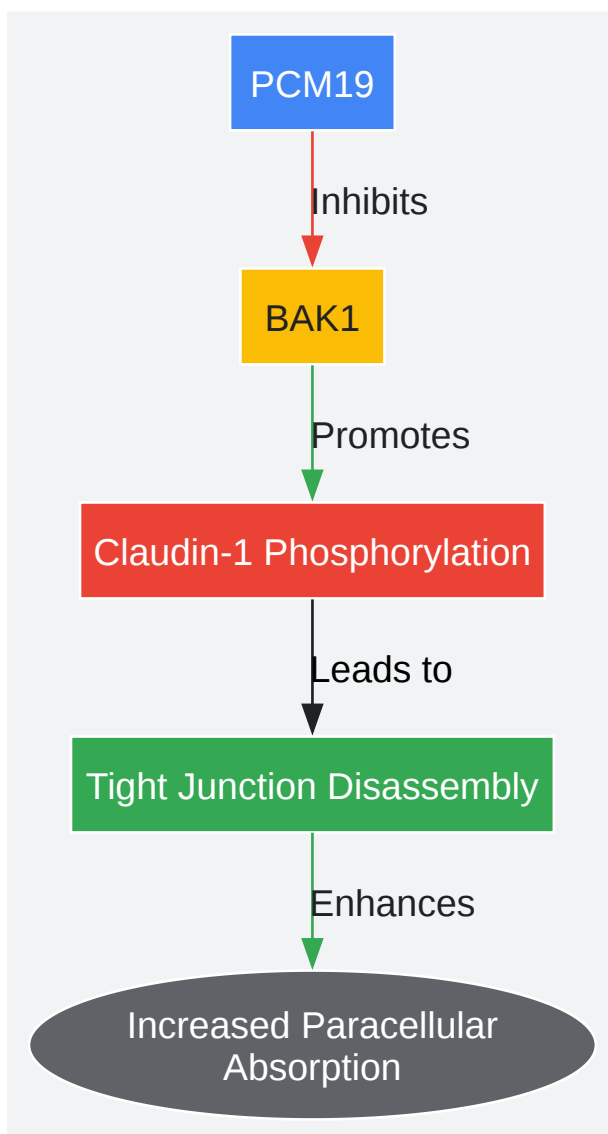 PCM19
Inhibits
BAK1
Promotes
Claudin-1 Phosphorylation
Leads to
Tight Junction Disassembly
Enhances
Increased Paracellular
Absorption